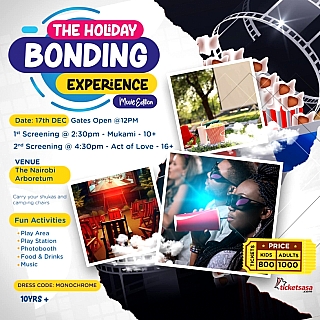 THE HOLIDAY
BONDING
EXPERIENCE
Movie Edition
Date: 17th DEC Gates Open @12PM
1st Screening @ 2:30pm - Mukami - 10+
2nd Screening @ 4:30pm - Act of Love - 16+
VENUE
The Nairobi
Arboretum
Carry your shukas and
camping chairs
Fun Activities
• Play Area
• Play Station
• Photobooth
• Food & Drinks
• Music
DRESS CODE: MONOCHROME
10YRS +
TICKETS
PRICE
KIDS ADULTS
800 1000
ticketsasa
.com